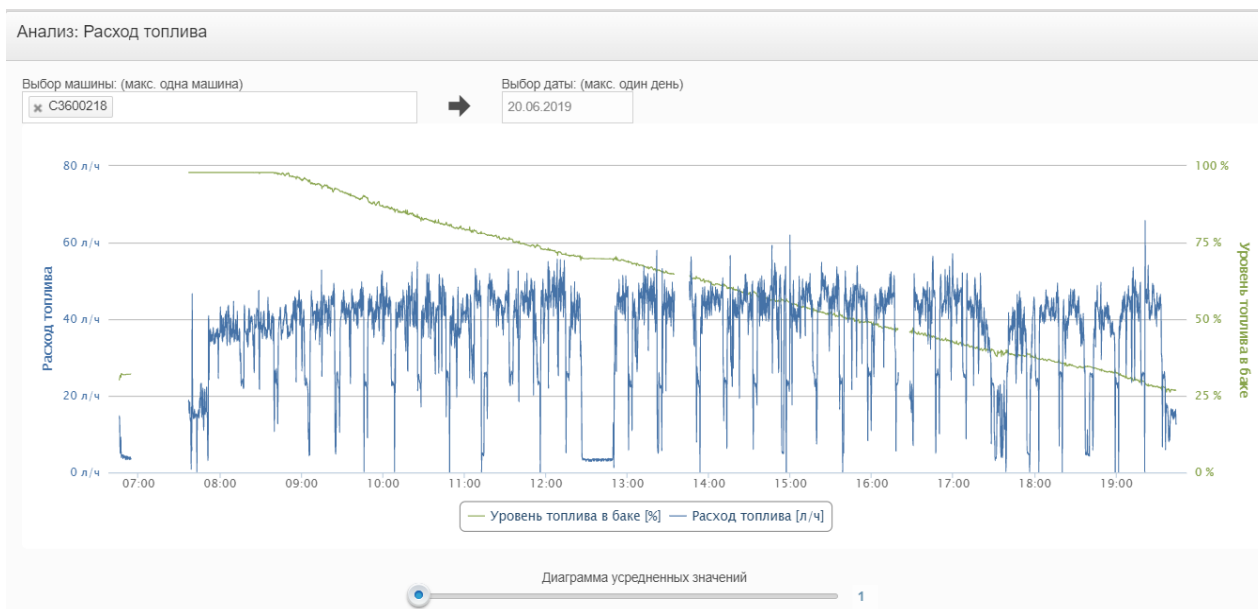 Анализ: Расход топлива
Выбор машины: (макс. одна машина)
Выбор даты: (макс. один день)
C3600218
20.06.2019
80 л/ч
100 %
60 л/ч
75 %
40 л/ч
50 %
20 л/ч
25 %
0 л/ч
0 %
Расход топлива
Уровень топлива в баке
07:00 08:00 09:00 10:00 11:00 12:00 13:00 14:00 15:00 16:00 17:00 18:00 19:00
Уровень топлива в баке [%] Расход топлива [л/ч]
Диаграмма усредненных значений
1